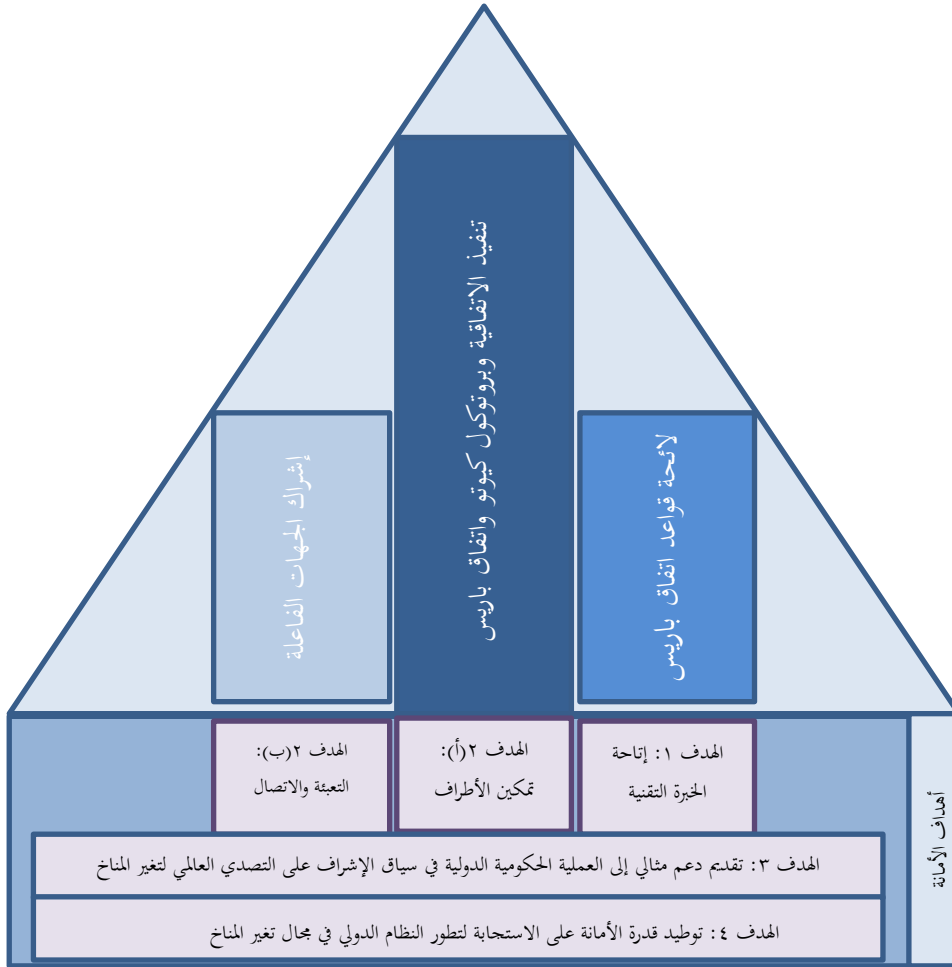 تنفيذ الاتفاقية وبروتوكول كيوتو واتفاق باريس
لائحة قواعد اتفاق باريس
إشراك الجهات الفاعلة
أهداف الأمانة
الهدف ١: إتاحة
الخبرة التقنية
الهدف ٢(أ):
تمكين الأطراف
الهدف ٢(ب):
التعبئة والاتصال
الهدف ٣: تقديم دعم مثالي إلى العملية الحكومية الدولية في سياق الإشراف على التصدي العالمي لتغير المناخ
الهدف ٤: توطيد قدرة الأمانة على الاستجابة لتطور النظام الدولي في مجال تغير المناخ